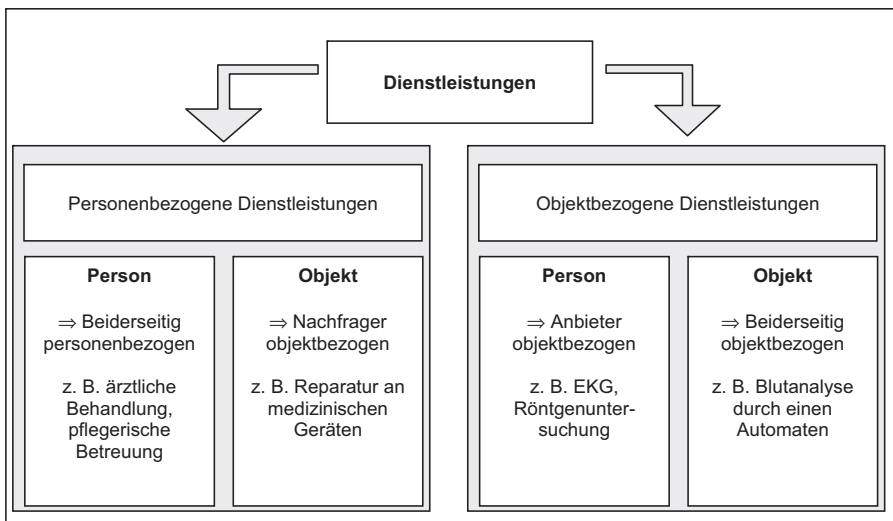 Dienstleistungen
Personenbezogene Dienstleistungen
Objektbezogene Dienstleistungen
Person
⇒ Beiderseitig
personenbezogen
z. B. ärztliche
Behandlung,
pflegerische
Betreuung
Objekt
⇒ Nachfrager
objektbezogen
z. B. Reparatur an
medizinischen
Geräten
Person
⇒ Anbieter
objektbezogen
z. B. EKG,
Röntgenunter-
suchung
Objekt
⇒ Beiderseitig
objektbezogen
z. B. Blutanalyse
durch einen
Automaten